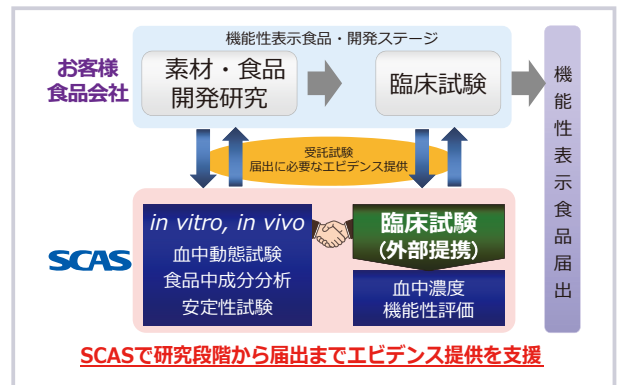 機能性表示食品・開発ステージ
お客様
食品会社
素材・食品
開発研究
臨床試験
機能性表示食品届出
受託試験
届出に必要なエビデンス提供
SCAS
in vitro, in vivo
血中動態試験
食品中成分分析
安定性試験
臨床試験
(外部提携)
血中濃度
機能性評価
SCASで研究段階から届出までエビデンス提供を支援